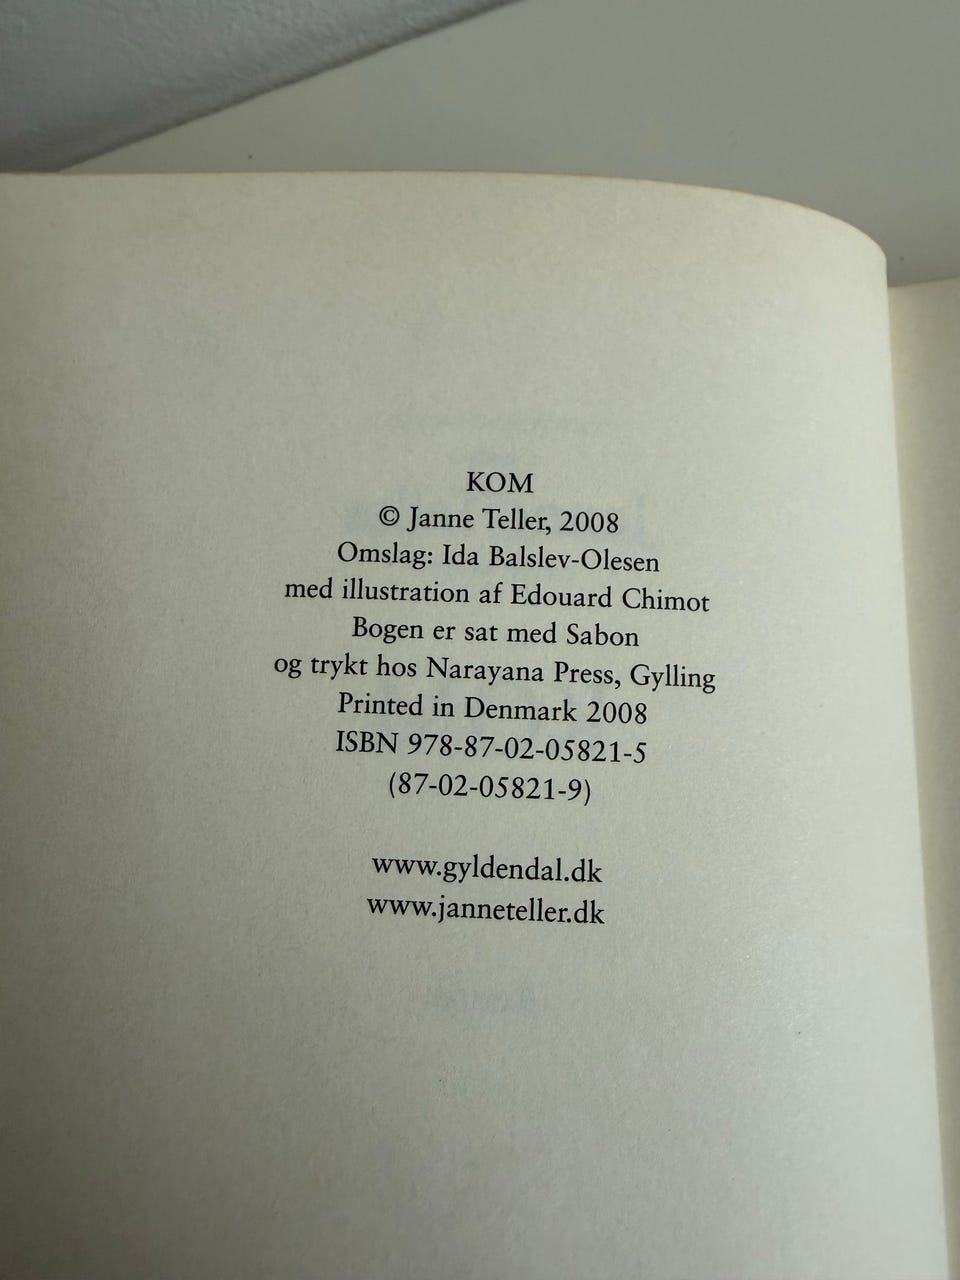 KOM
© Janne Teller, 2008
Omslag: Ida Balslev-Olesen
med illustration af Edouard Chimot
Bogen er sat med Sabon
og trykt hos Narayana Press, Gylling
Printed in Denmark 2008
ISBN 978-87-02-05821-5
(87-02-05821-9)
www.gyldendal.dk
www.janneteller.dk